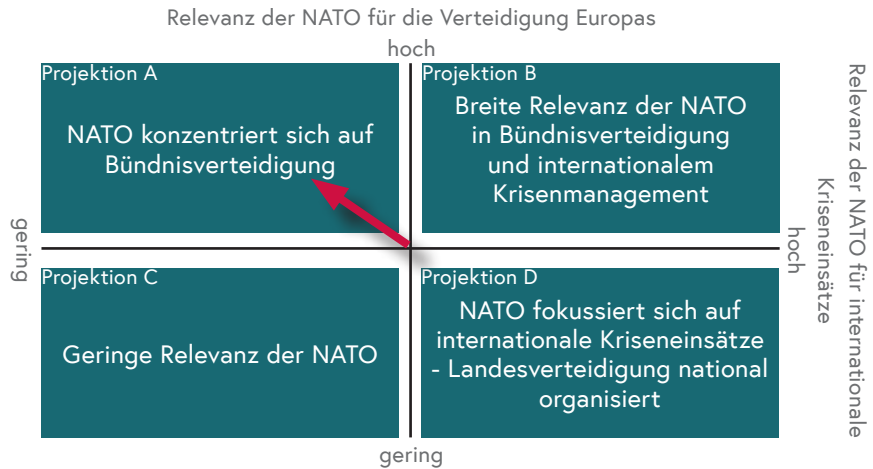 Relevanz der NATO für die Verteidigung Europas
hoch
Projektion A
NATO konzentriert sich auf
Bündnisverteidigung
Projektion B
Breite Relevanz der NATO
in Bündnisverteidigung
und internationalem
Krisenmanagement
gering
hoch
Relevanz der NATO für internationale
Kriseneinsätze
Projektion C
Geringe Relevanz der NATO
Projektion D
NATO fokussiert sich auf
internationale Kriseneinsätze
- Landesverteidigung national
organisiert
gering